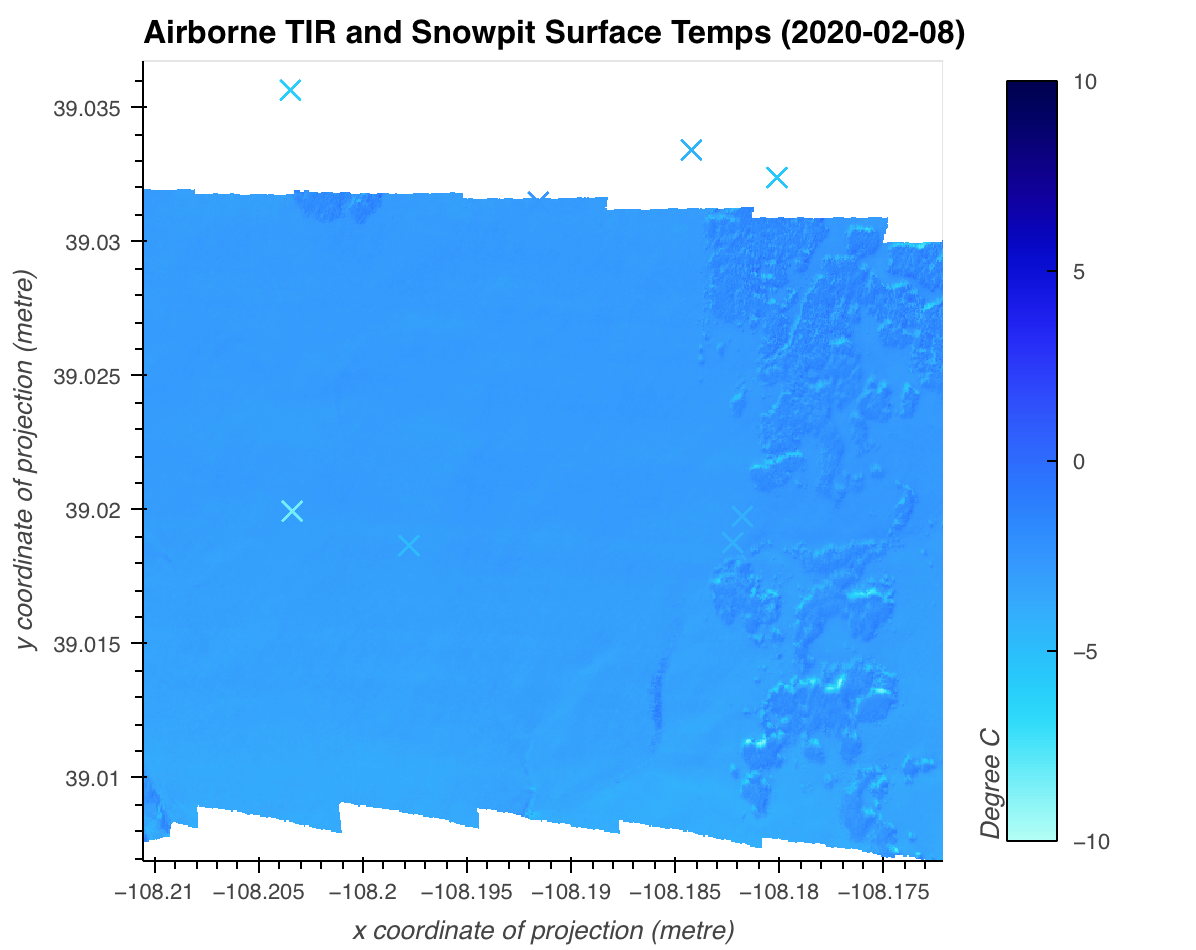 Airborne TIR and Snowpit Surface Temps (2020-02-08)
39.035
39.03
39.025
39.02
39.015
39.01
y coordinate of projection (metre)
−108.21 −108.205 −108.2 −108.195 −108.19 −108.185 −108.18 −108.175
x coordinate of projection (metre)
10
5
0
−5
−10
Degree C